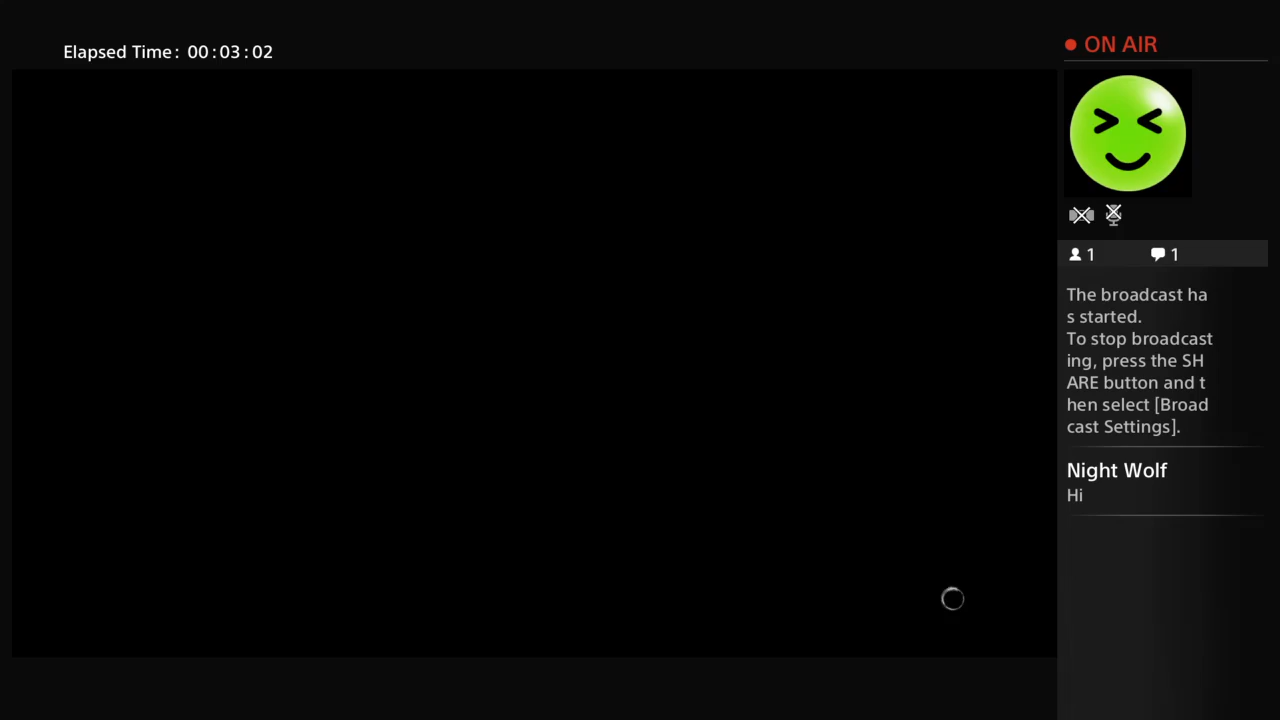 Elapsed Time: 00:03:02
ON AIR
1 1
The broadcast ha
s started.
To stop broadcast
ing, press the SH
ARE button and t
hen select [Broad
cast Settings].
Night Wolf
Hi